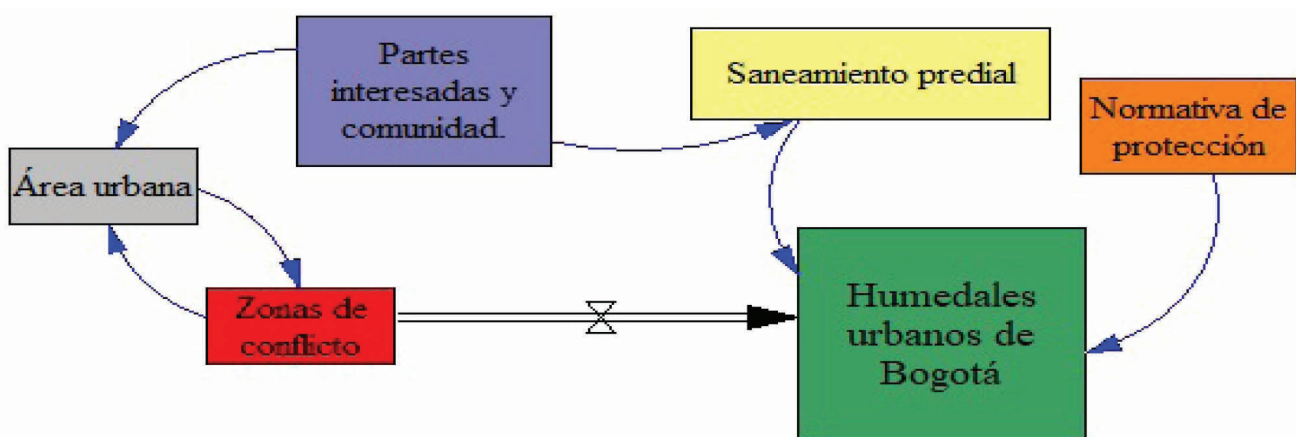 Partes
interesadas y
comunidad.
Saneamiento predial
Normativa de
protección
Área urbana
Zonas de
conflicto
Humedales
urbanos de
Bogotá